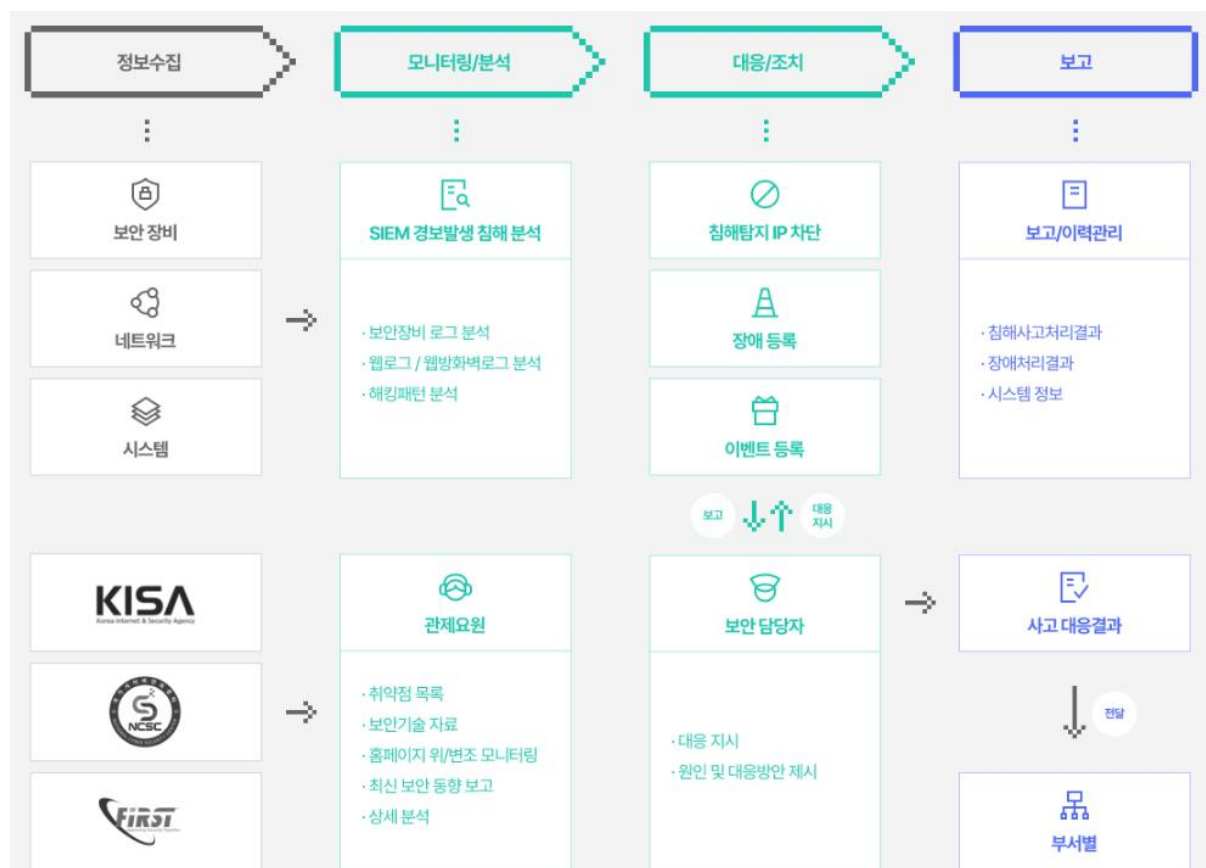 정보수집
모니터링/분석
대응/조치
보고
보안 장비
네트워크
시스템
SIEM 경보발생 침해 분석
· 보안장비 로그 분석
· 웹로그 / 웹방화벽로그 분석
· 해킹패턴 분석
침해탐지 IP 차단
장애 등록
이벤트 등록
보고/이력관리
· 침해사고처리결과
· 장애처리결과
· 시스템 정보
보고
대응
지시
KISA
Korea Internet & Security Agency
NCSC
FIRST
관제요원
· 취약점 목록
· 보안기술 자료
· 홈페이지 위/변조 모니터링
· 최신 보안 동향 보고
· 상세 분석
보안 담당자
· 대응 지시
· 원인 및 대응방안 제시
사고 대응결과
전달
부서별